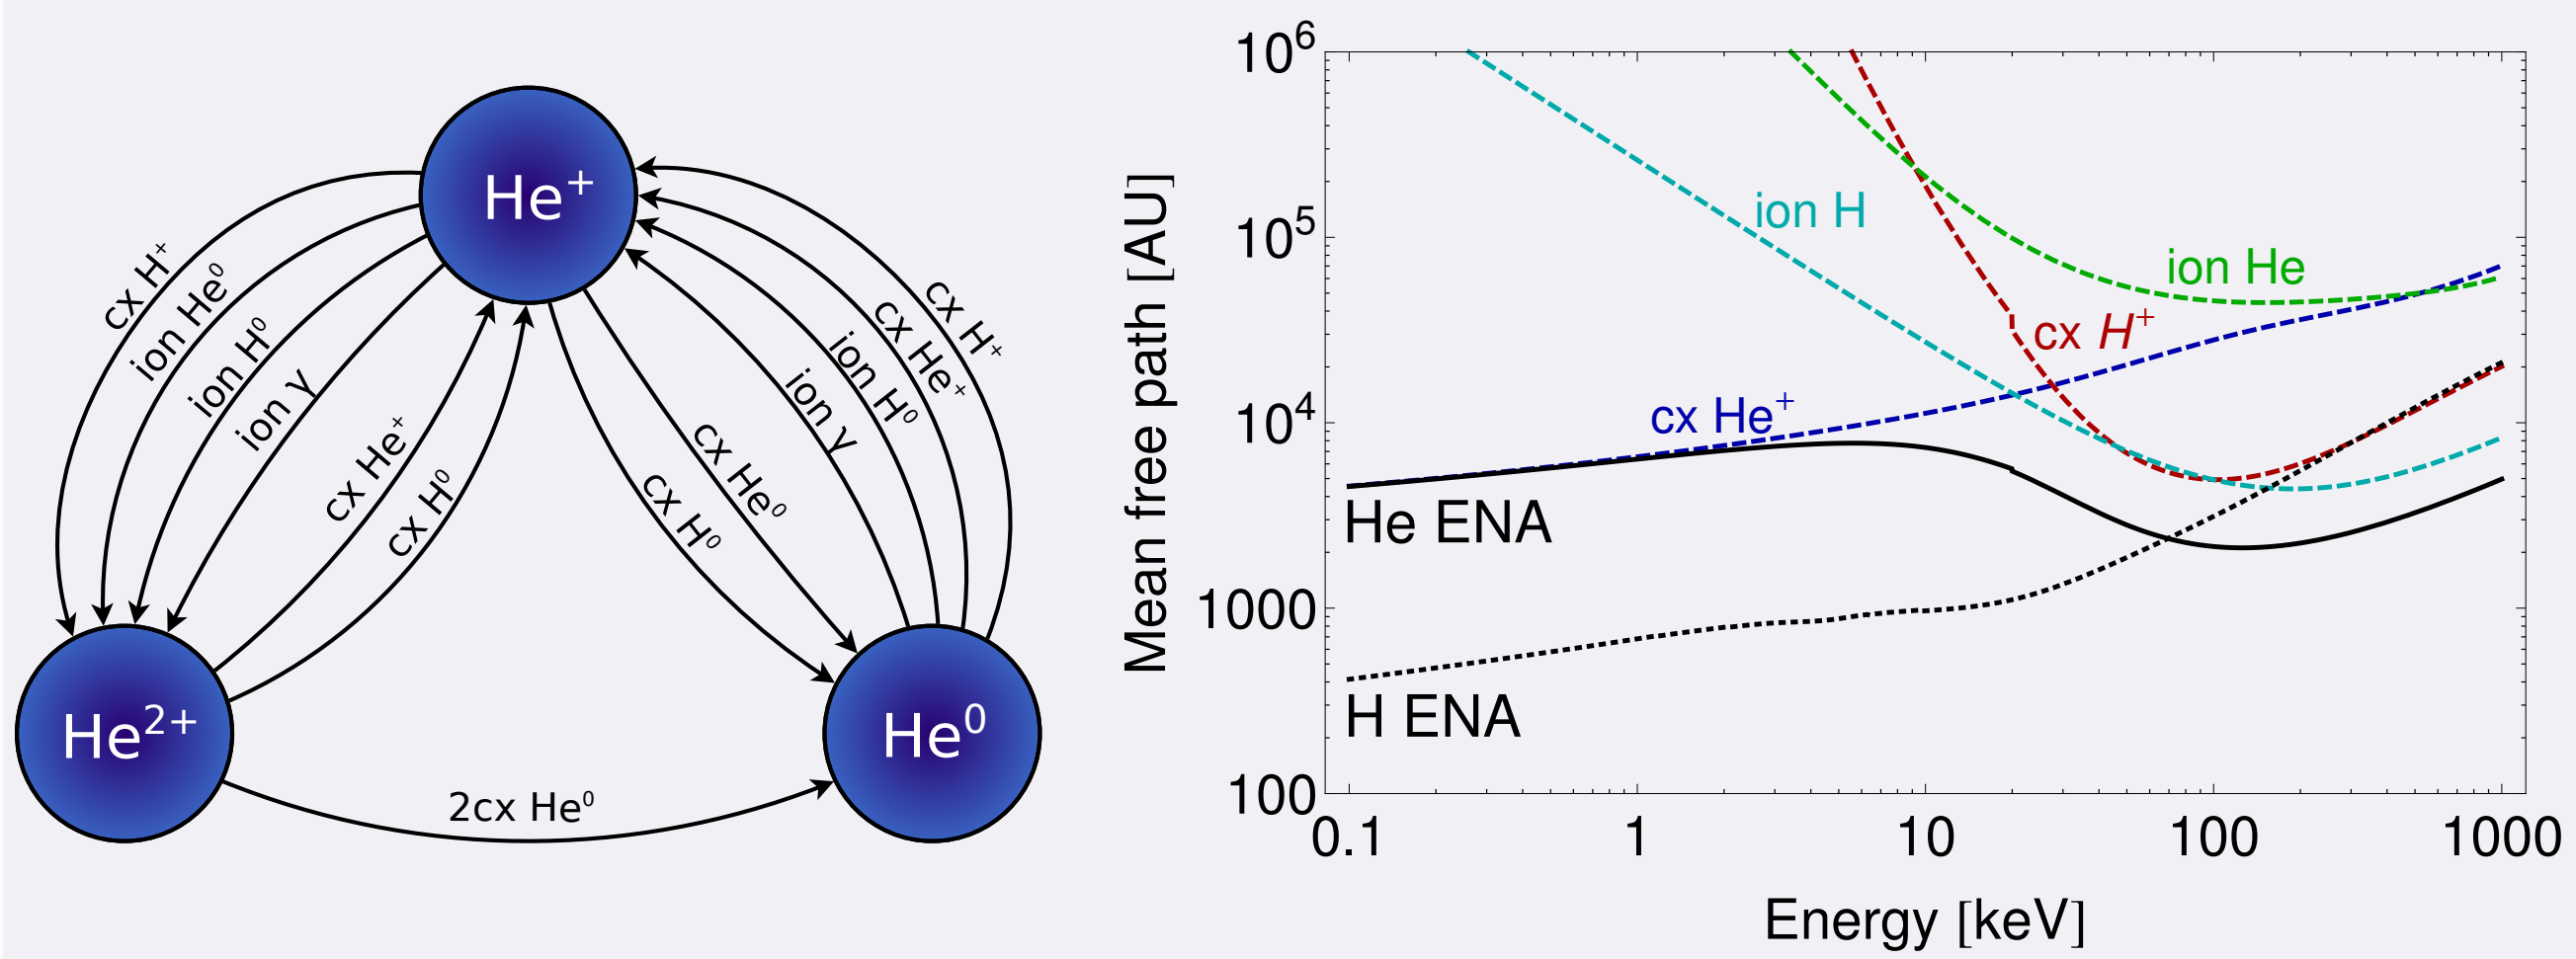 He⁺
He²⁺
He⁰
cx H⁺
ion He⁰
ion H⁰
ion γ
cx He⁺
cx H⁰
cx H⁰
cx He⁰
ion γ
ion H⁰
cx He⁺
cx H⁺
2cx He⁰
Mean free path [AU]
10⁶
10⁵
10⁴
1000
100
0.1
1
10
100
1000
Energy [keV]
ion H
ion He
cx H⁺
cx He⁺
He ENA
H ENA